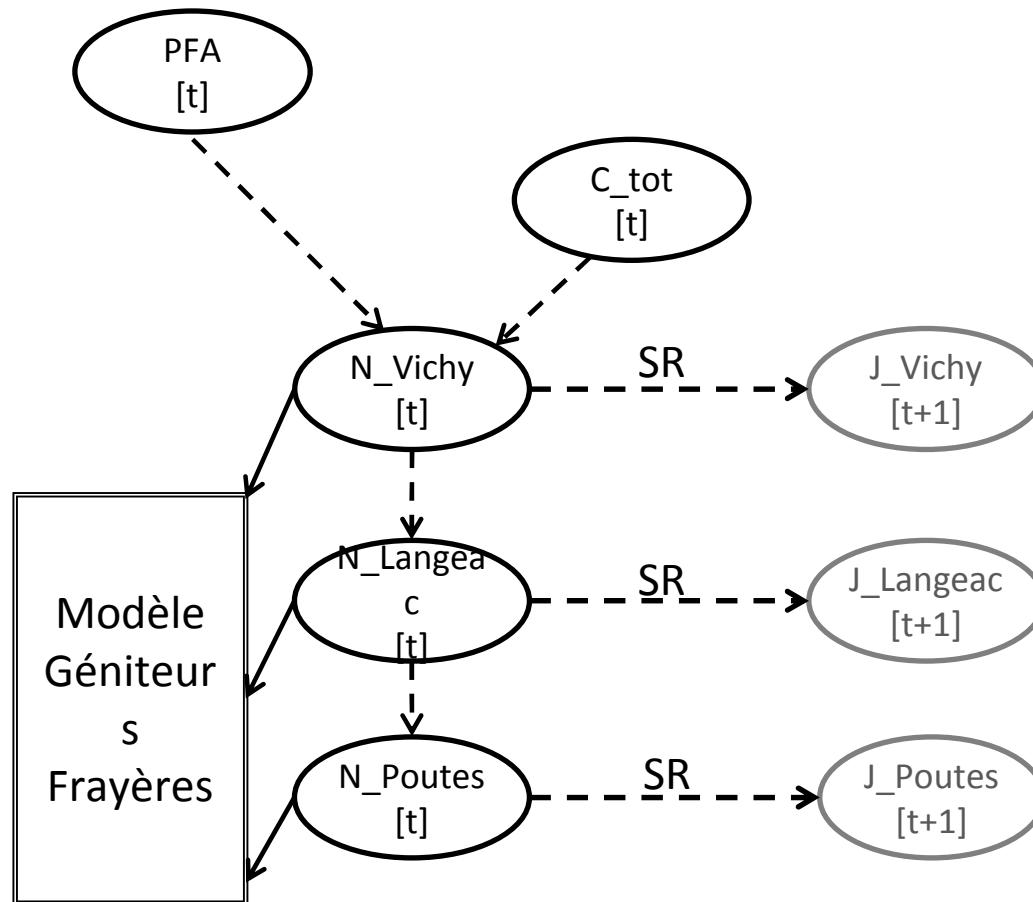 PFA
[t]
C_tot
[t]
N_Vichy
[t]
SR
J_Vichy
[t+1]
N_Langea
c
[t]
SR
J_Langeac
[t+1]
Modèle
Géniteur
s
Frayères
N_Poutes
[t]
SR
J_Poutes
[t+1]